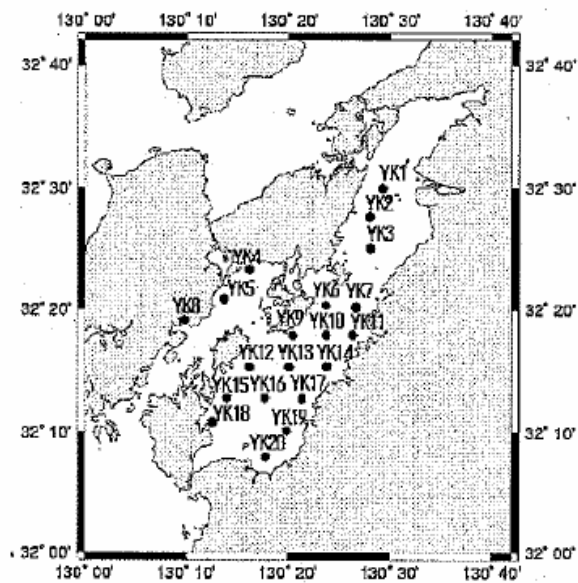 130° 00' 130° 10' 130° 20' 130° 30' 130° 40'
32° 40' 32° 40'
YK1
32° 30' 32° 30'
YK2
YK3
YK4
YK5 YK6 YK7
32° 20' YK8 32° 20'
YK9 YK10 YK11
YK12 YK13 YK14
YK15 YK16 YK17
YK18 YK19
32° 10' 32° 10'
YK20
32° 00' 32° 00'
130° 00' 130° 10' 130° 20' 130° 30' 130° 40'